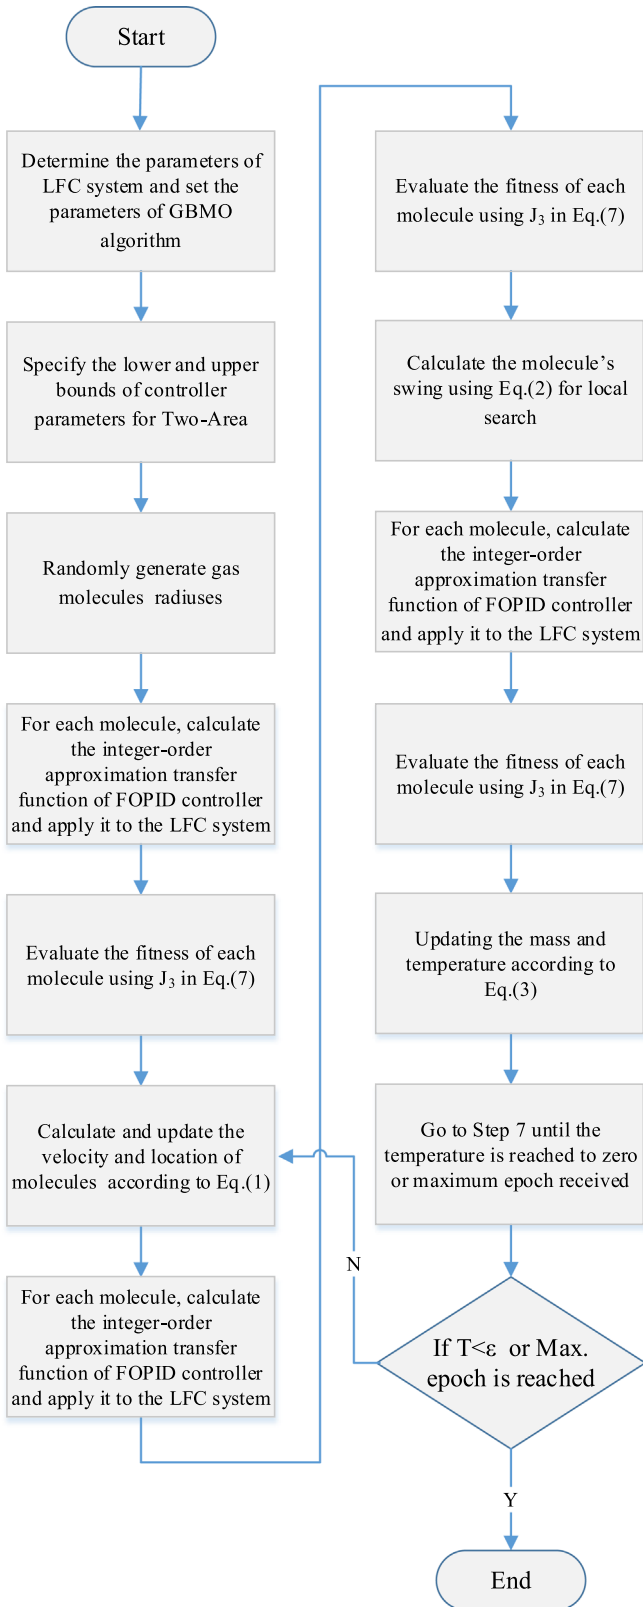 Start
Determine the parameters of
LFC system and set the
parameters of GBMO
algorithm
Specify the lower and upper
bounds of controller
parameters for Two-Area
Randomly generate gas
molecules radiuses
For each molecule, calculate
the integer-order
approximation transfer
function of FOPID controller
and apply it to the LFC system
Evaluate the fitness of each
molecule using J₃ in Eq.(7)
Calculate and update the
velocity and location of
molecules according to Eq.(1)
For each molecule, calculate
the integer-order
approximation transfer
function of FOPID controller
and apply it to the LFC system
Evaluate the fitness of each
molecule using J₃ in Eq.(7)
Calculate the molecule's
swing using Eq.(2) for local
search
For each molecule, calculate
the integer-order
approximation transfer
function of FOPID controller
and apply it to the LFC system
Evaluate the fitness of each
molecule using J₃ in Eq.(7)
Updating the mass and
temperature according to
Eq.(3)
Go to Step 7 until the
temperature is reached to zero
or maximum epoch received
N
If T<ε or Max.
epoch is reached
Y
End